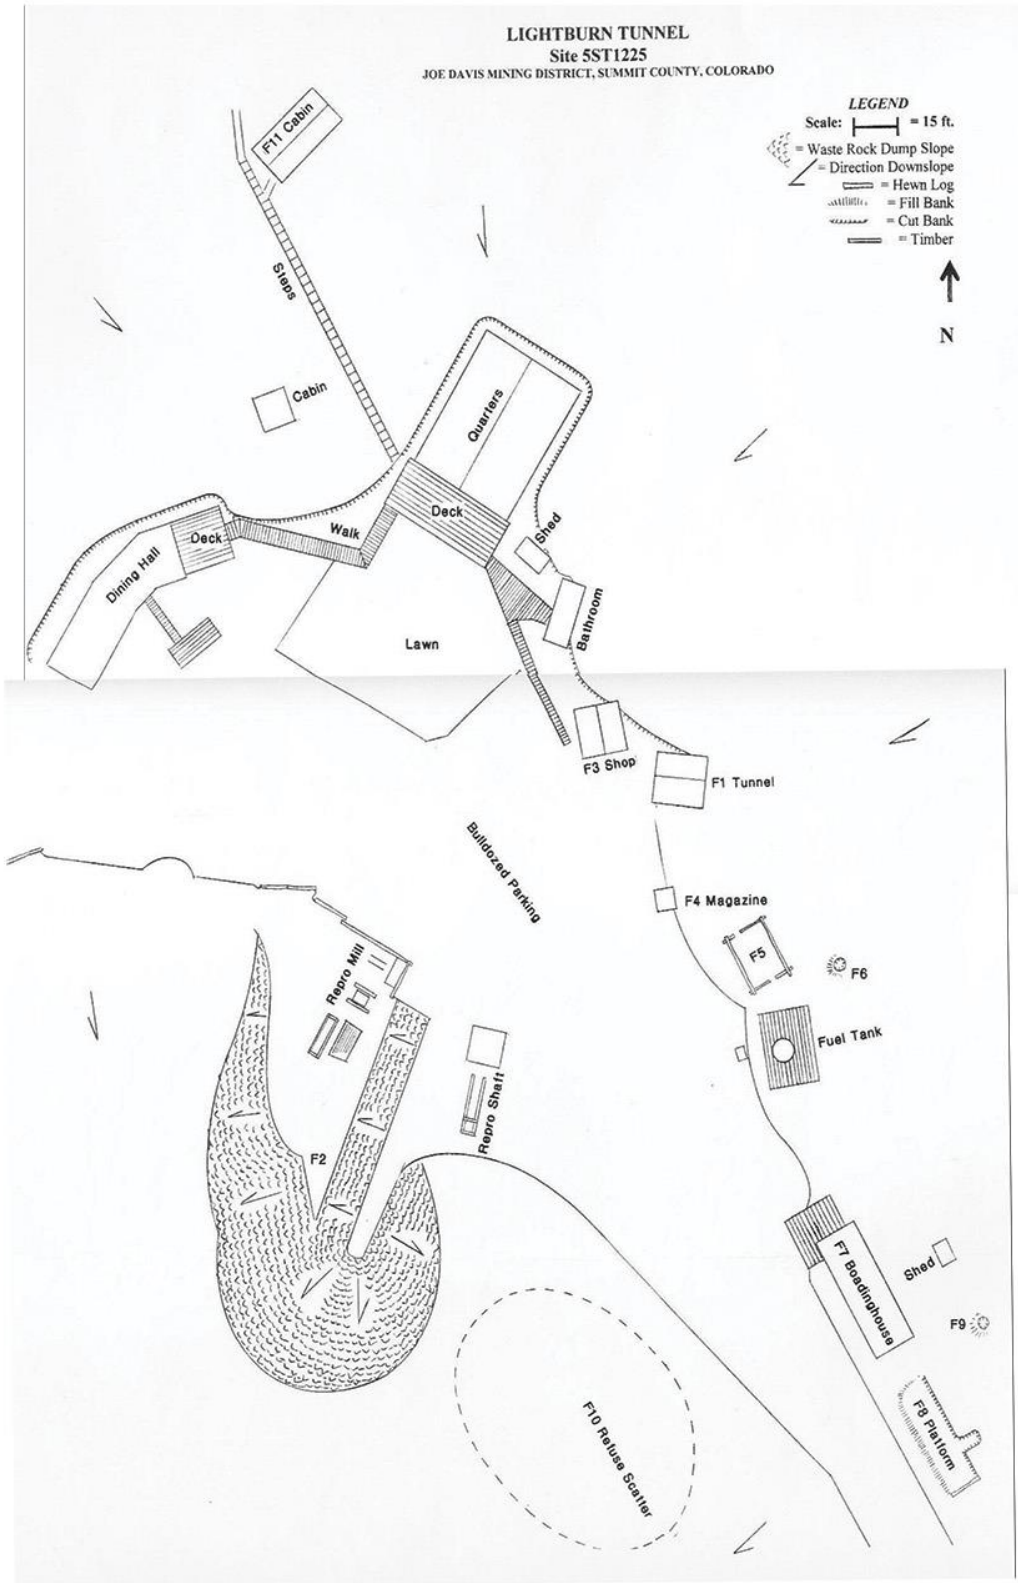 LIGHTBURN TUNNEL
Site 5ST1225
JOE DAVIS MINING DISTRICT, SUMMIT COUNTY, COLORADO
LEGEND
Scale: = 15 ft.
= Waste Rock Dump Slope
= Direction Downslope
= Hewn Log
= Fill Bank
= Cut Bank
= Timber
N
F11 Cabin
Steps
Cabin
Quarters
Deck
Walk
Deck
Dining Hall
Shed
Bathroom
Lawn
F3 Shop
F1 Tunnel
Bulldozed Parking
F4 Magazine
F5
F6
Repro Mill
Fuel Tank
Repro Shaft
F2
F7 Boadinghouse
Shed
F9
F8 Platform
F10 Refuse Scatter